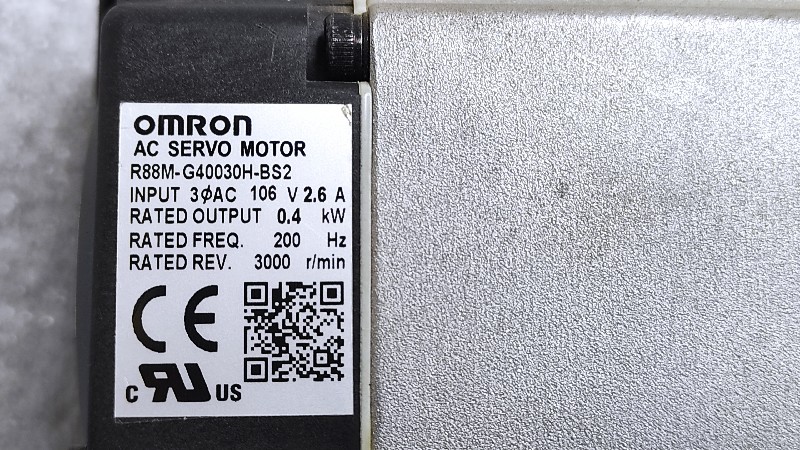 OMRON
AC SERVO MOTOR
R88M-G40030H-BS2
INPUT 3φAC 106 V 2.6 A
RATED OUTPUT 0.4 kW
RATED FREQ. 200 Hz
RATED REV. 3000 r/min
CE
c RU US